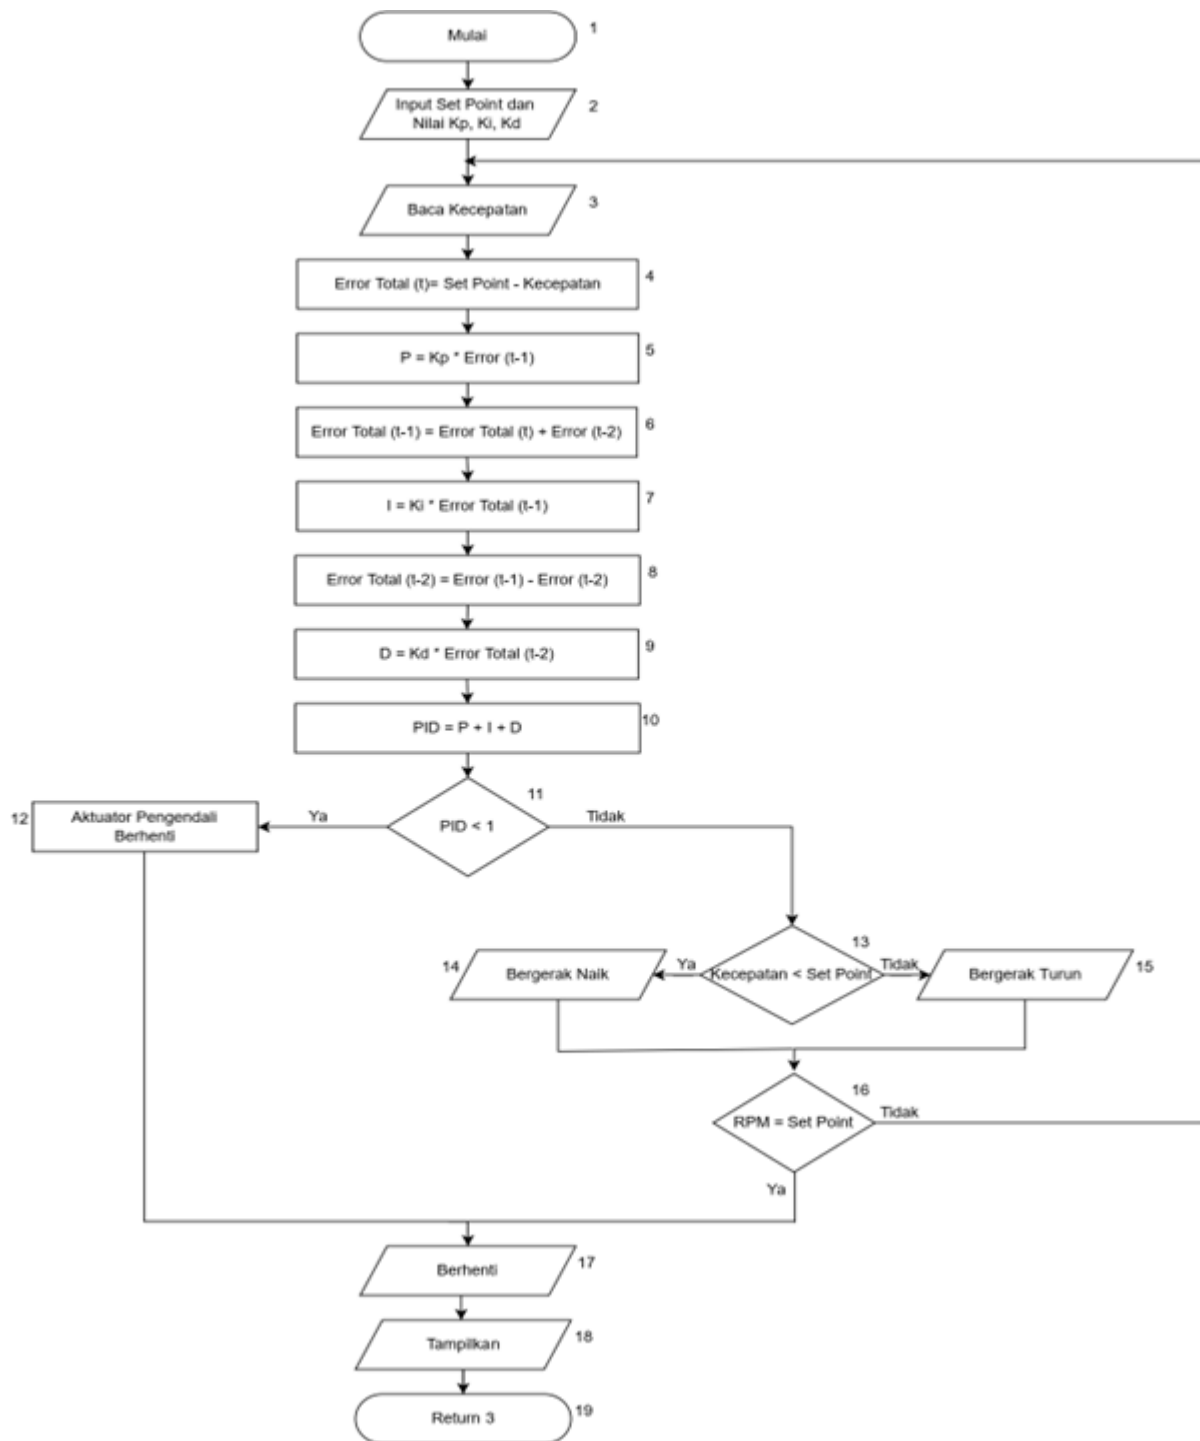 Mulai
1
Input Set Point dan
Nilai Kp, Ki, Kd
2
Baca Kecepatan
3
Error Total (t)= Set Point - Kecepatan
4
P = Kp * Error (t-1)
5
Error Total (t-1) = Error Total (t) + Error (t-2)
6
I = Ki * Error Total (t-1)
7
Error Total (t-2) = Error (t-1) - Error (t-2)
8
D = Kd * Error Total (t-2)
9
PID = P + I + D
10
11
12
Aktuator Pengendali
Berhenti
Ya
PID < 1
Tidak
13
14
Bergerak Naik
Ya
Kecepatan < Set Point
Tidak
Bergerak Turun
15
16
RPM = Set Point
Tidak
Ya
Berhenti
17
Tampilkan
18
Return 3
19